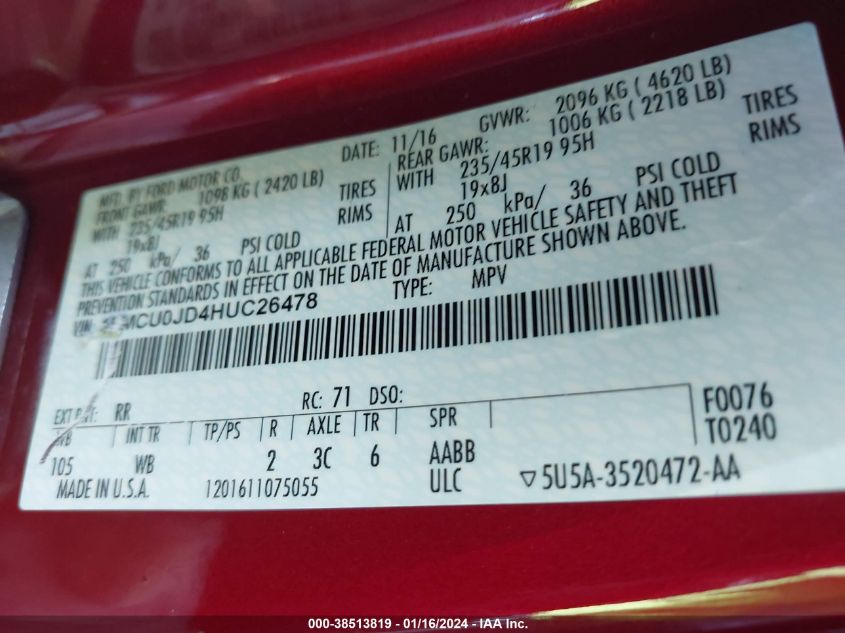 MFD. BY FORD MOTOR CO. DATE: 11/16 GVWR: 2096 KG ( 4620 LB)
FRONT GAWR: 1098 KG ( 2420 LB) REAR GAWR: 1006 KG ( 2218 LB)
WITH 235/45R19 95H TIRES WITH 235/45R19 95H TIRES
19x8J RIMS 19x8J RIMS
AT 250 kPa/ 36 PSI COLD AT 250 kPa/ 36 PSI COLD
THIS VEHICLE CONFORMS TO ALL APPLICABLE FEDERAL MOTOR VEHICLE SAFETY AND THEFT
PREVENTION STANDARDS IN EFFECT ON THE DATE OF MANUFACTURE SHOWN ABOVE.
VIN: MCU0JD4HUC26478 TYPE: MPV
EXT PNT: RR RC: 71 DSO: F0076
WB INT TR TP/PS R AXLE TR SPR T0240
105 WB 2 3C 6 AABB
MADE IN U.S.A. 1201611075055 ULC ▽5U5A-3520472-AA
000-38513819 - 01/16/2024 - IAA Inc.